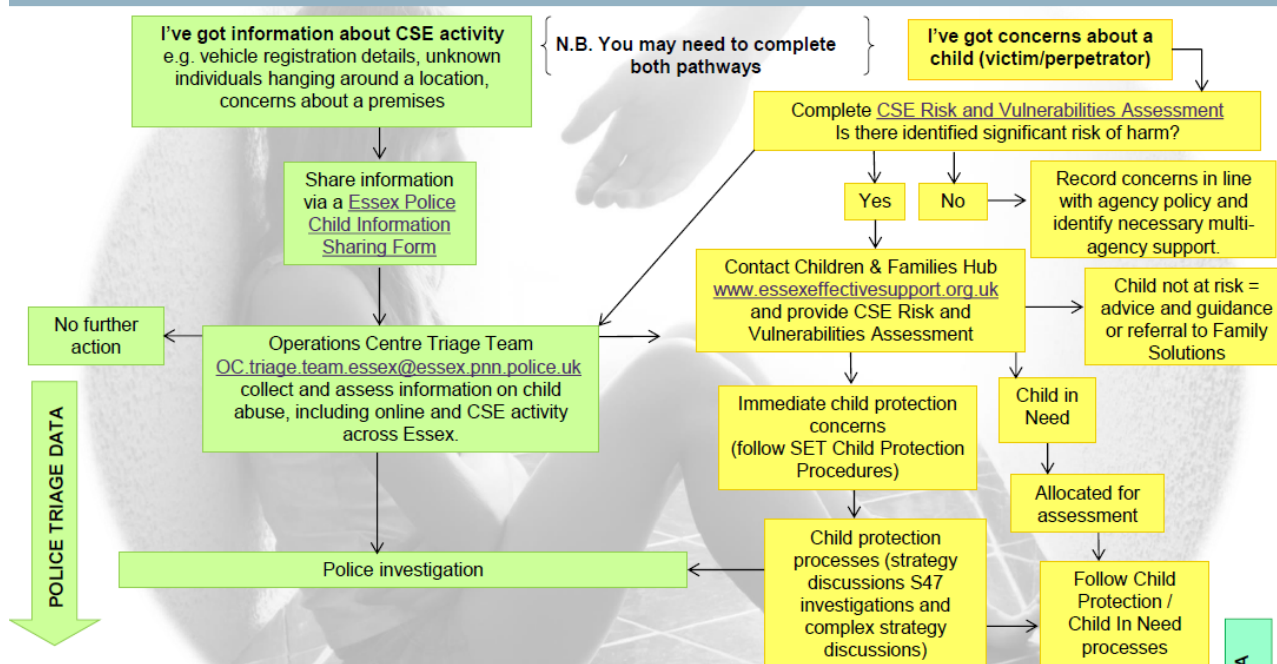 I've got information about CSE activity
e.g. vehicle registration details, unknown
individuals hanging around a location,
concerns about a premises
N.B. You may need to complete
both pathways
I've got concerns about a
child (victim/perpetrator)
Complete CSE Risk and Vulnerabilities Assessment
Is there identified significant risk of harm?
Share information
via a Essex Police
Child Information
Sharing Form
Yes
No
Record concerns in line
with agency policy and
identify necessary multi-
agency support.
Contact Children & Families Hub
www.essexeffectivesupport.org.uk
and provide CSE Risk and
Vulnerabilities Assessment
Child not at risk =
advice and guidance
or referral to Family
Solutions
No further
action
Operations Centre Triage Team
OC.triage.team.essex@essex.pnn.police.uk
collect and assess information on child
abuse, including online and CSE activity
across Essex.
Immediate child protection
concerns
(follow SET Child Protection
Procedures)
Child in
Need
Allocated for
assessment
POLICE TRIAGE DATA
Police investigation
Child protection
processes (strategy
discussions S47
investigations and
complex strategy
discussions)
Follow Child
Protection /
Child In Need
processes
A